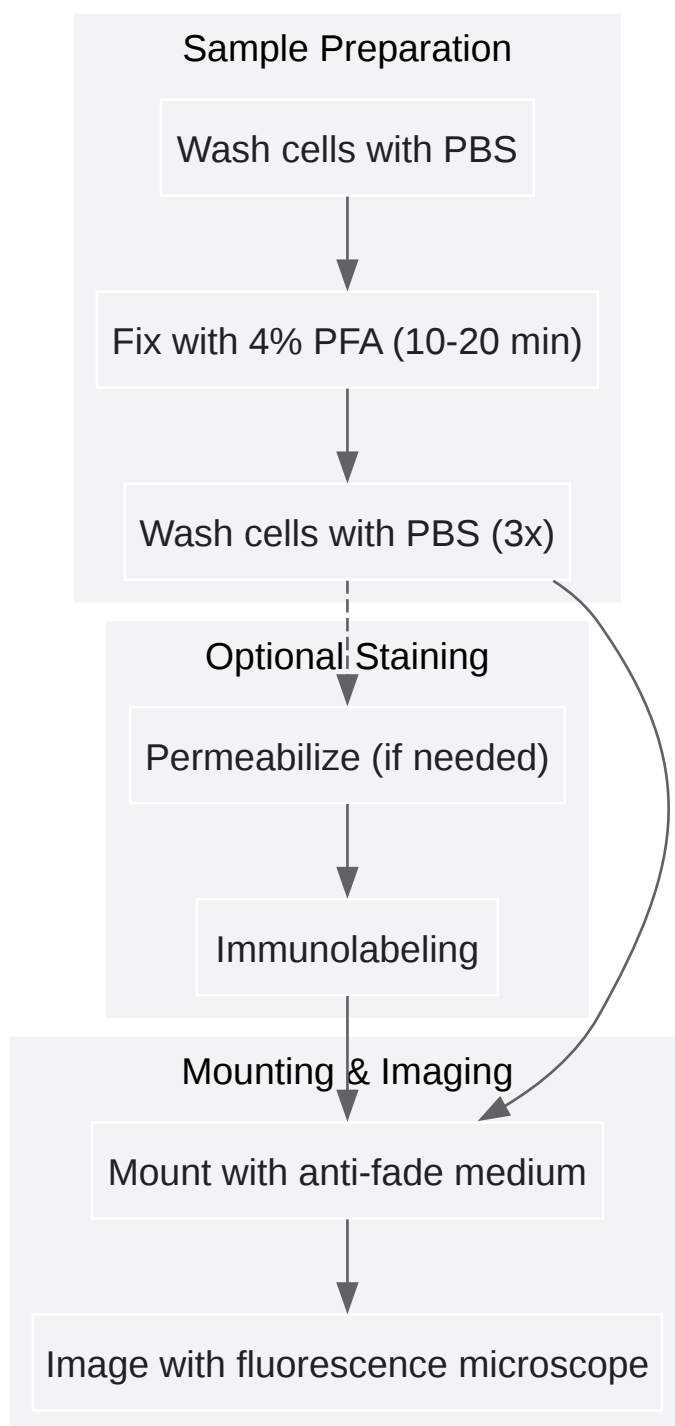 Sample Preparation
Wash cells with PBS
Fix with 4% PFA (10-20 min)
Wash cells with PBS (3x)
Optional Staining
Permeabilize (if needed)
Immunolabeling
Mounting & Imaging
Mount with anti-fade medium
Image with fluorescence microscope